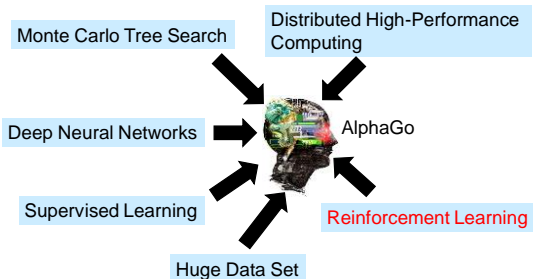 Distributed High-Performance
Computing
Monte Carlo Tree Search
AlphaGo
Deep Neural Networks
Supervised Learning
Reinforcement Learning
Huge Data Set